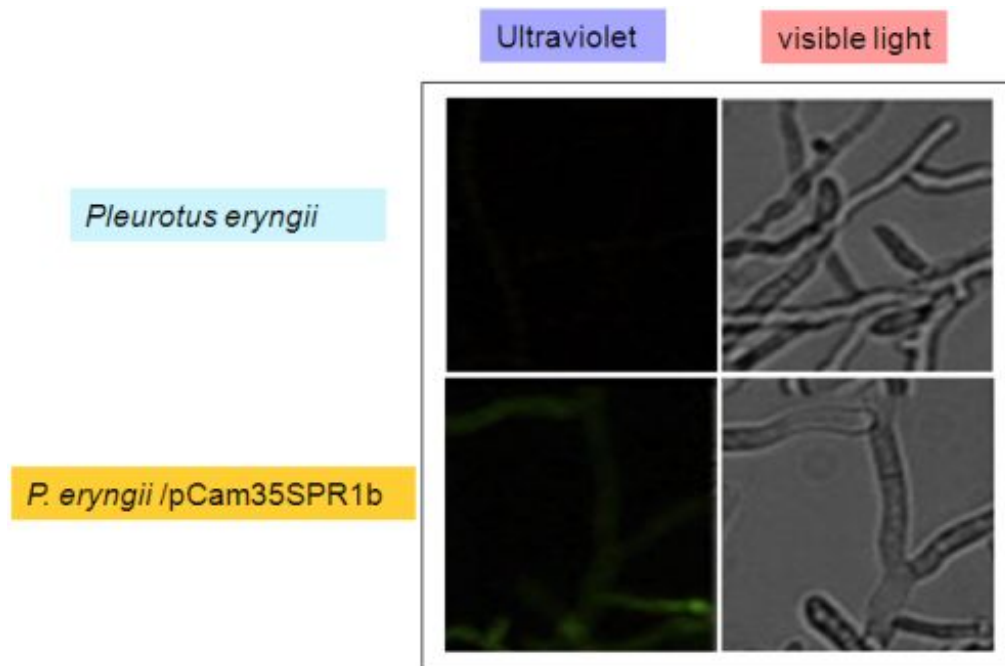 Ultraviolet
visible light
Pleurotus eryngii
P. eryngii /pCam35SPR1b